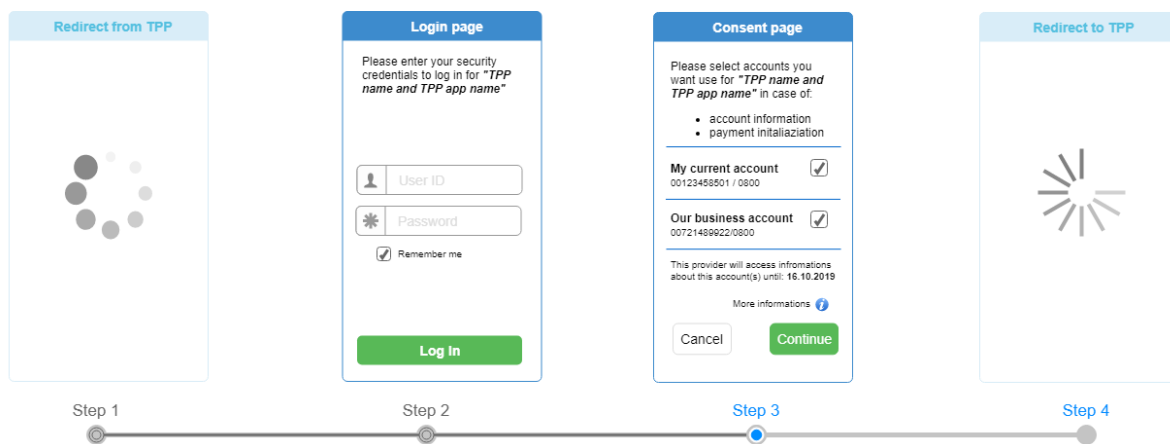 Redirect from TPP
Login page
Please enter your security
credentials to log in for "TPP
name and TPP app name"
User ID
Password
Remember me
Log In
Consent page
Please select accounts you
want use for "TPP name and
TPP app name" in case of:
account information
payment initaliaziation
My current account
00123458501 / 0800
Our business account
00721489922/0800
This provider will access infromations
about this account(s) until: 16.10.2019
More informations
Cancel
Continue
Redirect to TPP
Step 1
Step 2
Step 3
Step 4